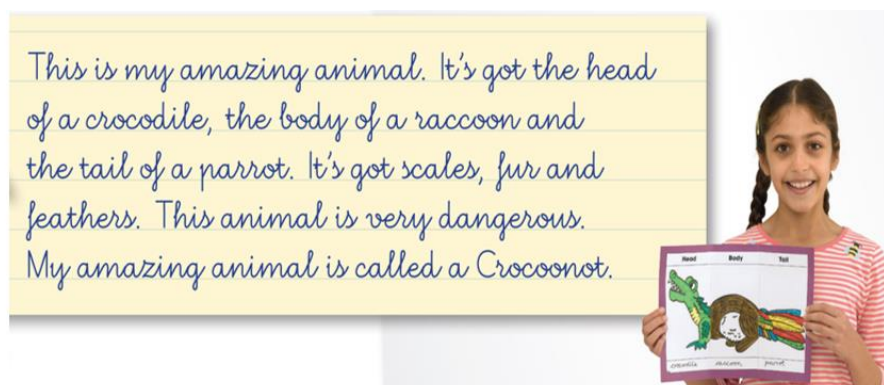 This is my amazing animal. It's got the head
of a crocodile, the body of a raccoon and
the tail of a parrot. It's got scales, fur and
feathers. This animal is very dangerous.
My amazing animal is called a Crocoonot.
Head Body Tail
crocodile raccoon parrot